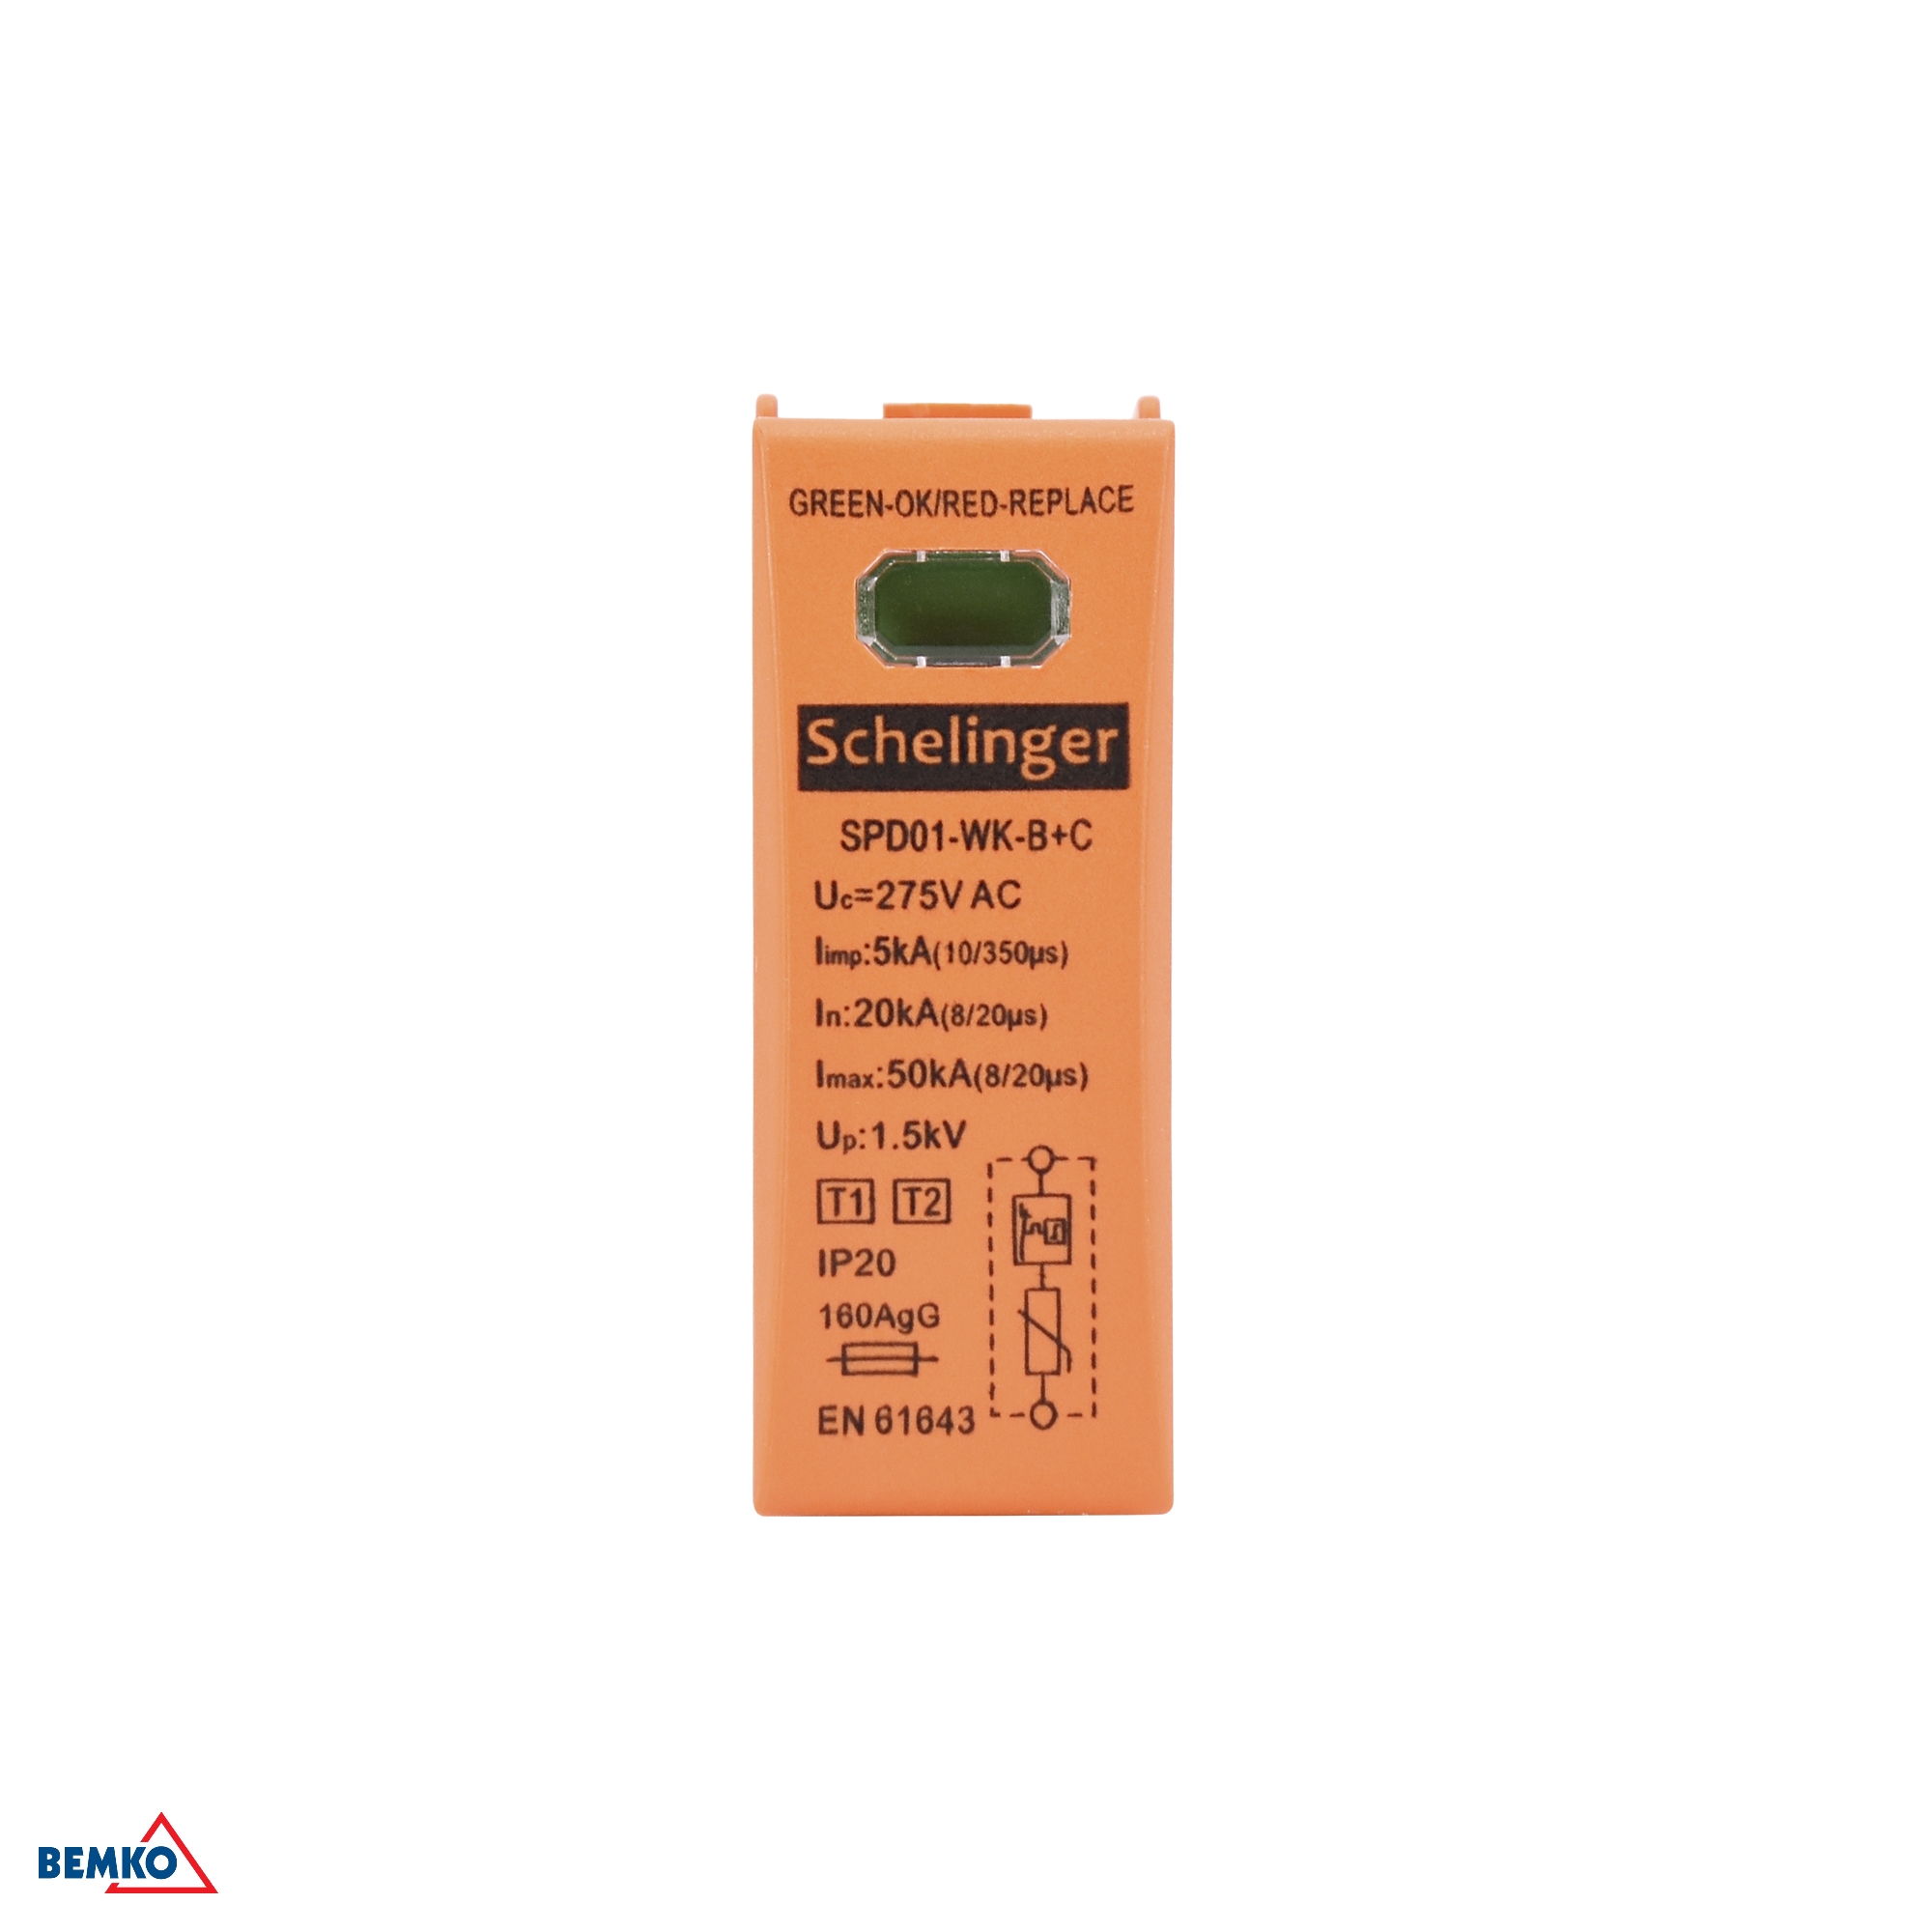 GREEN-OK/RED-REPLACE
Schelinger
SPD01-WK-B+C
Uc=275V AC
Iimp:5kA(10/350µs)
In:20kA(8/20µs)
Imax:50kA(8/20µs)
Up:1.5kV
T1 T2
IP20
160AgG
EN 61643
BEMKO